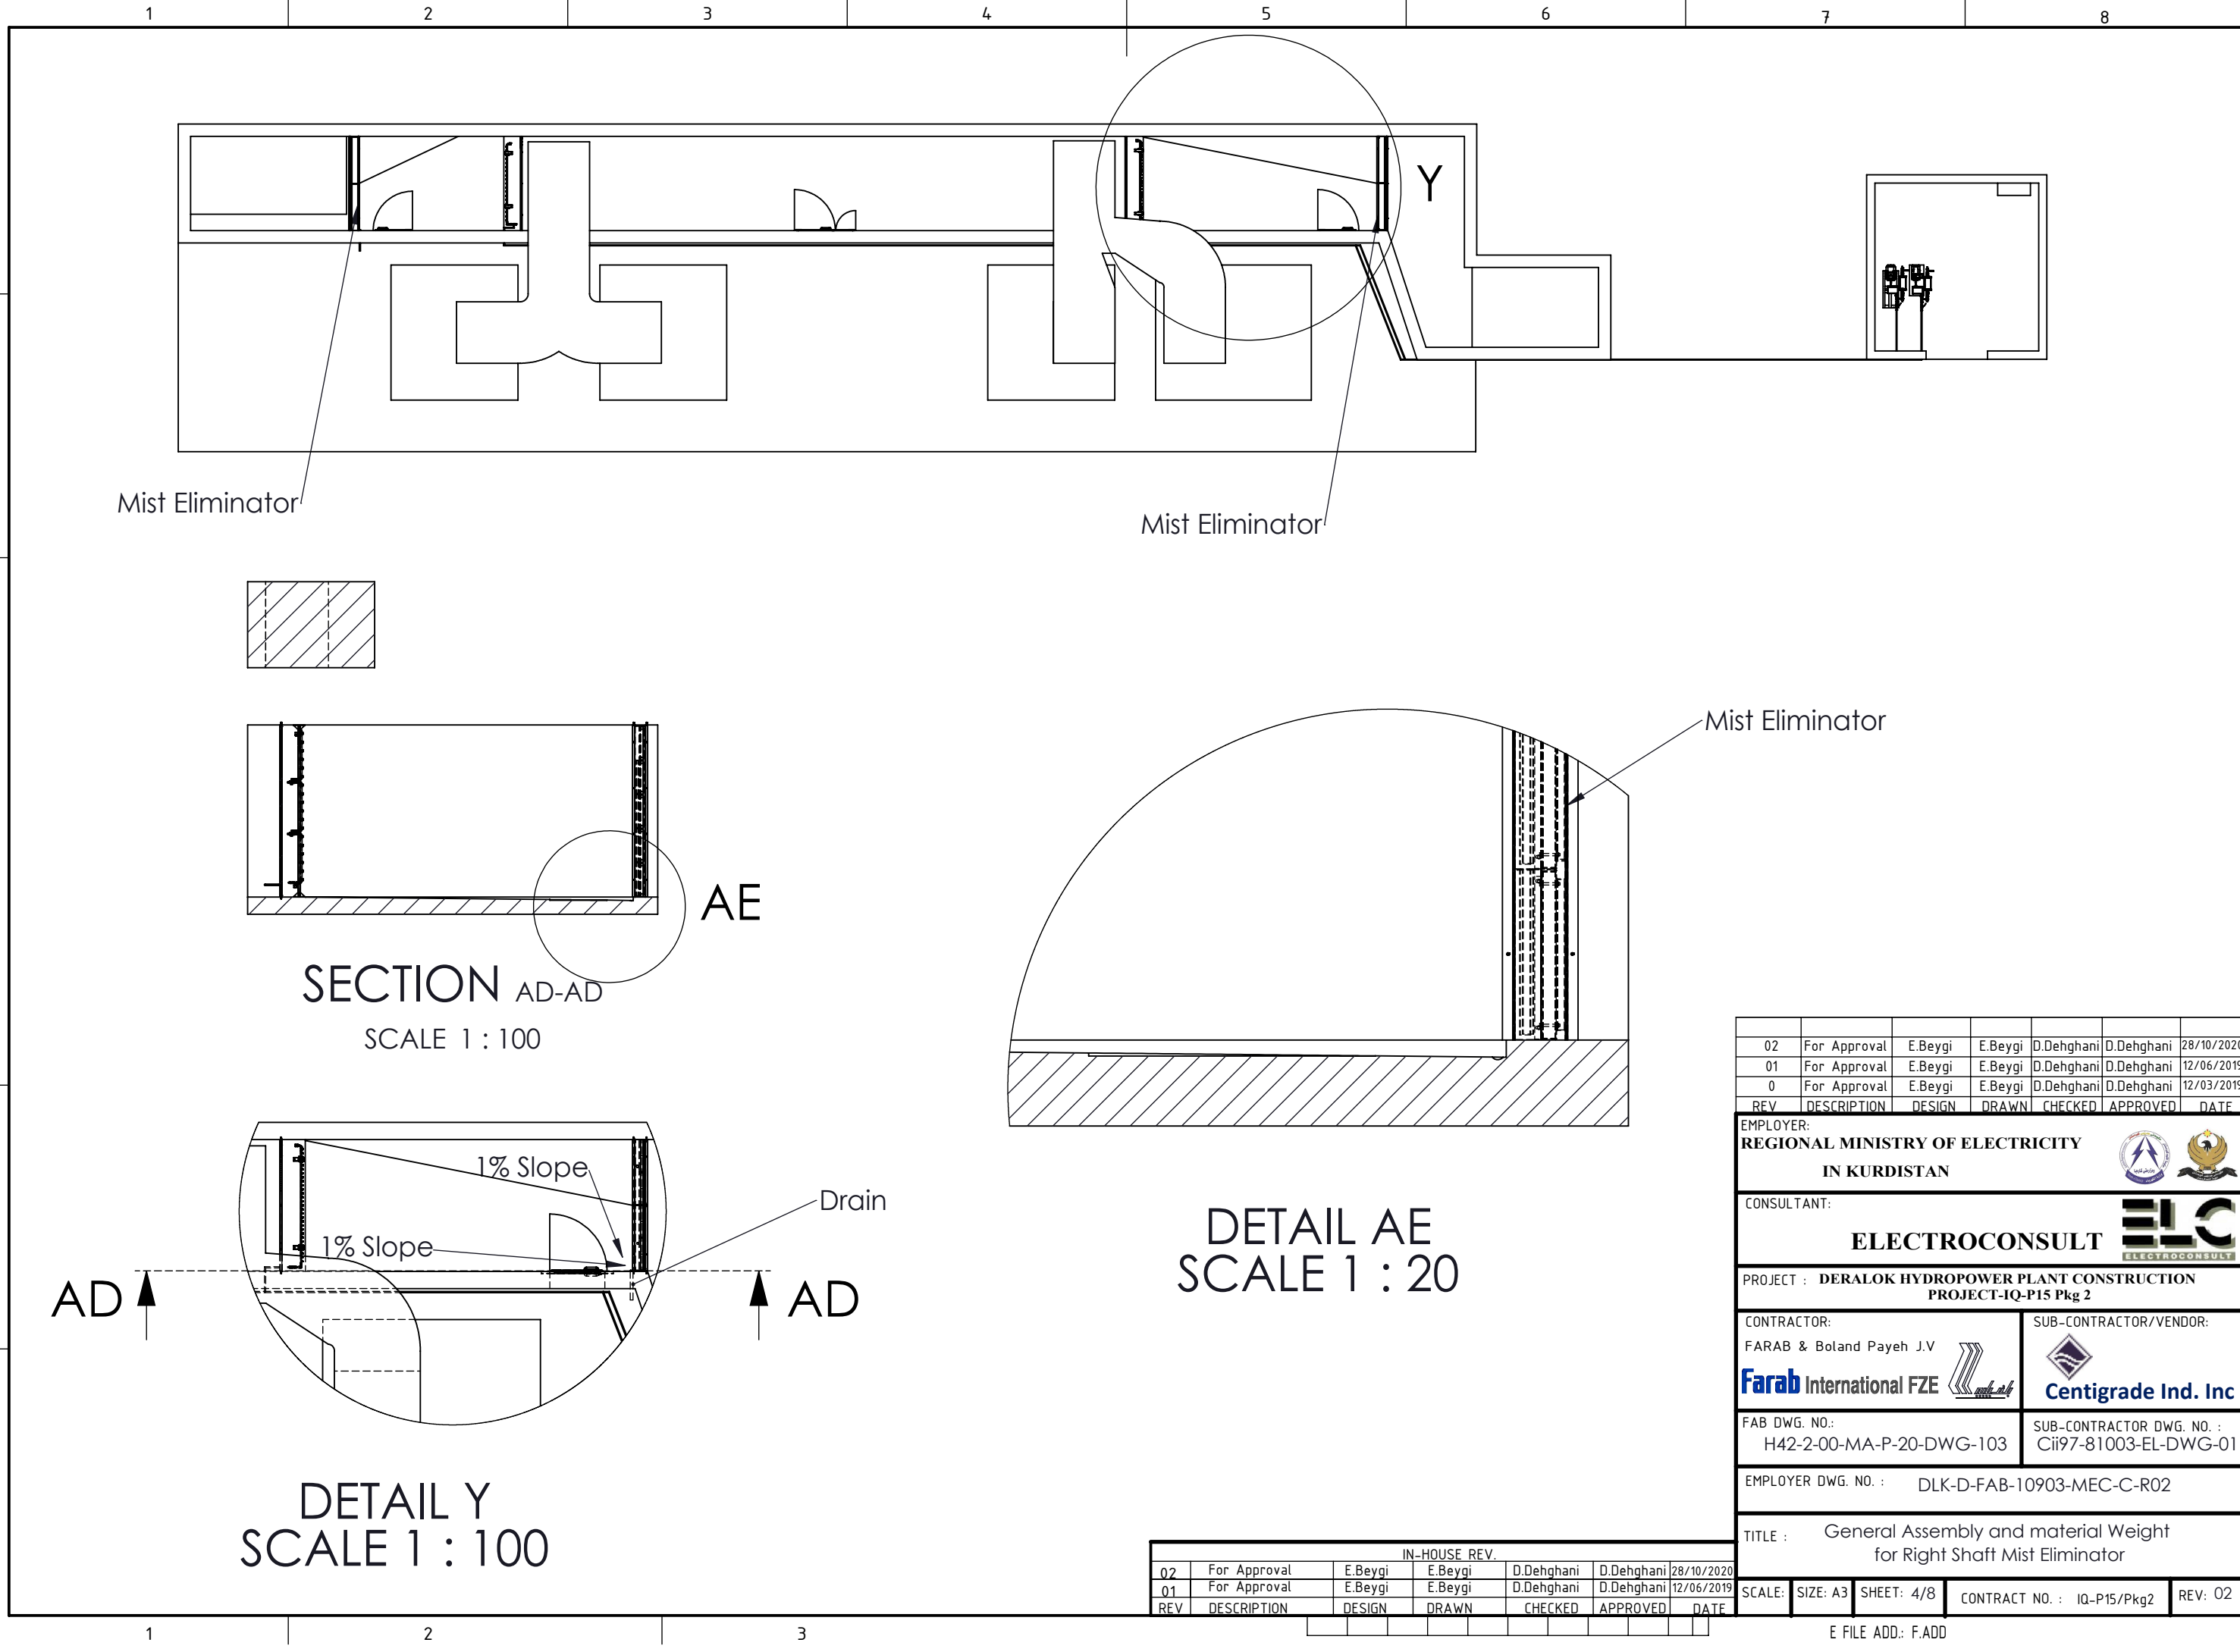 1 2 3 4 5 6 7 8
Y
Mist Eliminator
Mist Eliminator
Mist Eliminator
AE
SECTION AD-AD
SCALE 1 : 100
1% Slope
1% Slope
Drain
AD
AD
DETAIL Y
SCALE 1 : 100
DETAIL AE
SCALE 1 : 20
02 For Approval E.Beygi E.Beygi D.Dehghani D.Dehghani 28/10/2020
01 For Approval E.Beygi E.Beygi D.Dehghani D.Dehghani 12/06/2019
0 For Approval E.Beygi E.Beygi D.Dehghani D.Dehghani 12/03/2019
REV DESCRIPTION DESIGN DRAWN CHECKED APPROVED DATE
EMPLOYER:
REGIONAL MINISTRY OF ELECTRICITY
IN KURDISTAN
CONSULTANT:
ELECTROCONSULT
ELC
ELECTROCONSULT
PROJECT : DERALOK HYDROPOWER PLANT CONSTRUCTION
PROJECT-IQ-P15 Pkg 2
CONTRACTOR:
FARAB & Boland Payeh J.V
Farab International FZE
SUB-CONTRACTOR/VENDOR:
Centigrade Ind. Inc
FAB DWG. NO.:
H42-2-00-MA-P-20-DWG-103
SUB-CONTRACTOR DWG. NO. :
Cii97-81003-EL-DWG-01
EMPLOYER DWG. NO. : DLK-D-FAB-10903-MEC-C-R02
TITLE : General Assembly and material Weight
for Right Shaft Mist Eliminator
SCALE: SIZE: A3 SHEET: 4/8 CONTRACT NO. : IQ-P15/Pkg2 REV: 02
IN-HOUSE REV.
02 For Approval E.Beygi E.Beygi D.Dehghani D.Dehghani 28/10/2020
01 For Approval E.Beygi E.Beygi D.Dehghani D.Dehghani 12/06/2019
REV DESCRIPTION DESIGN DRAWN CHECKED APPROVED DATE
1 2 3
E FILE ADD.: F.ADD